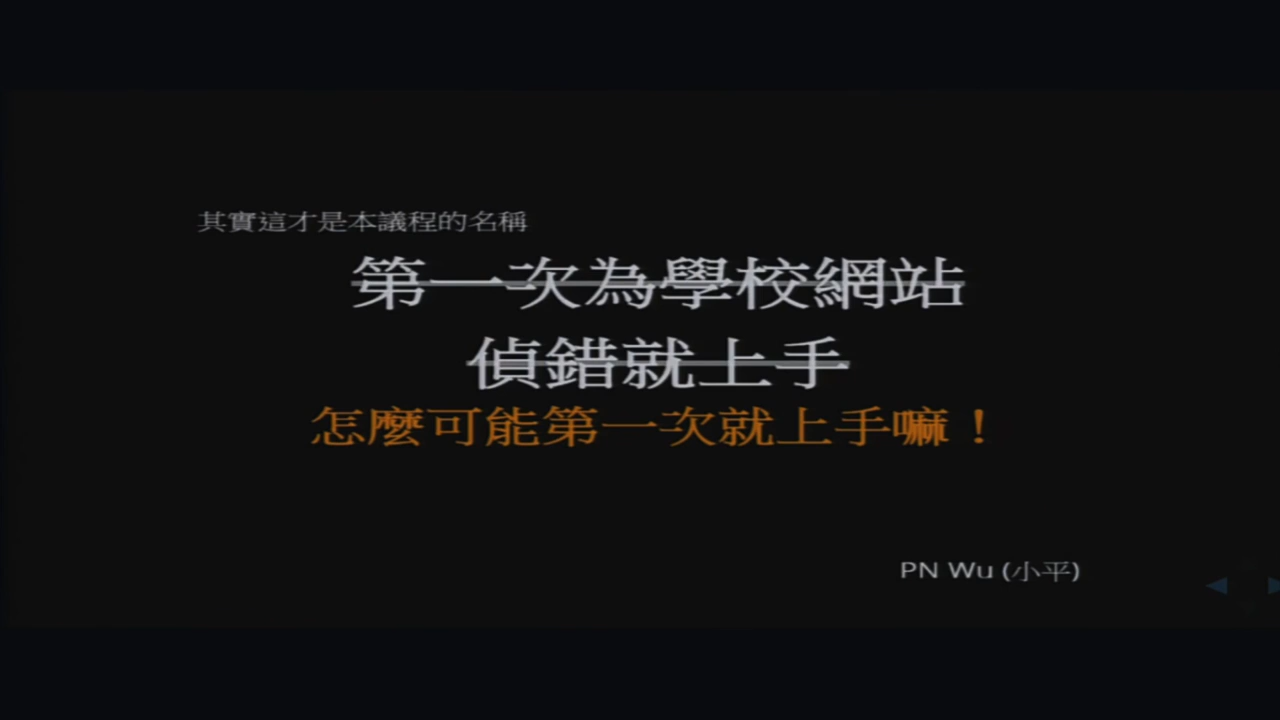 其實這才是本議程的名稱
第一次為學校網站
偵錯就上手
怎麼可能第一次就上手嘛！
PN Wu (小平)